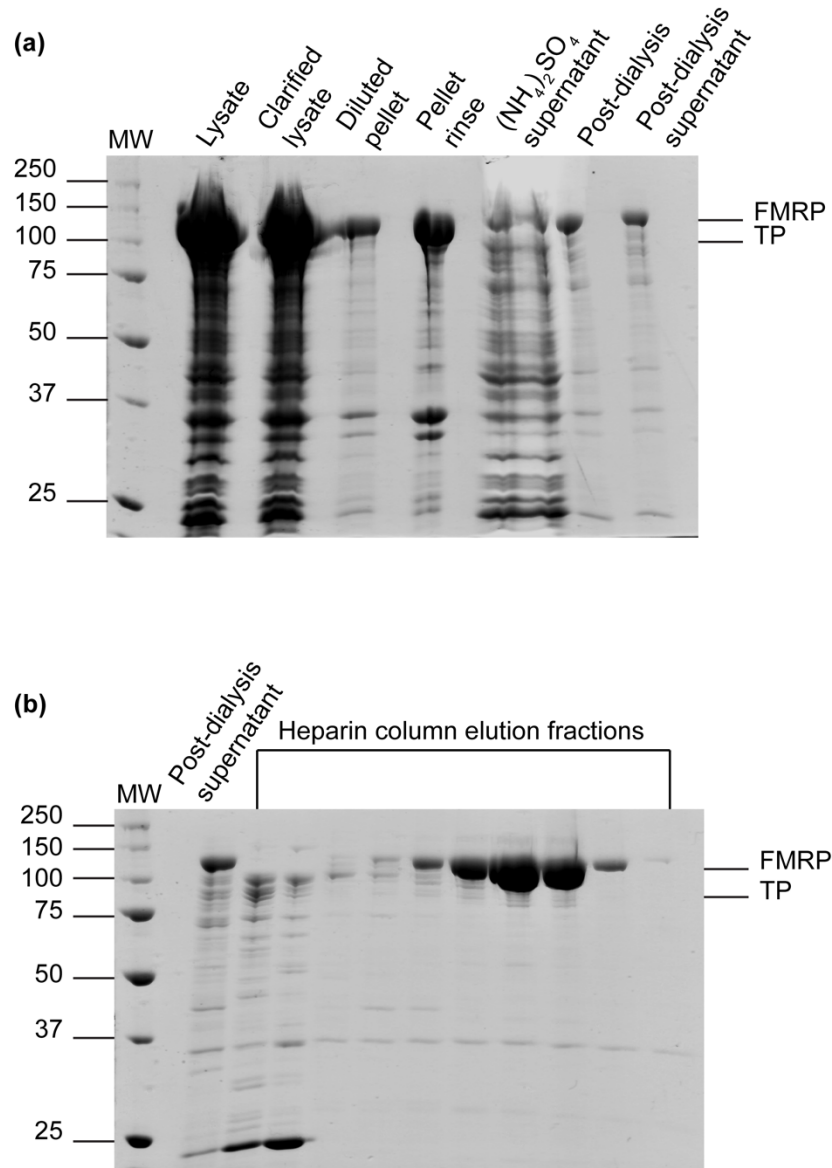 (a)
MW
Lysate
Clarified
lysate
Diluted
pellet
Pellet
rinse
(NH₄)₂SO₄
supernatant
Post-dialysis
Post-dialysis
supernatant
250
150
100
75
50
37
25
FMRP
TP
(b)
MW
Post-dialysis
supernatant
Heparin column elution fractions
250
150
100
75
50
37
25
FMRP
TP